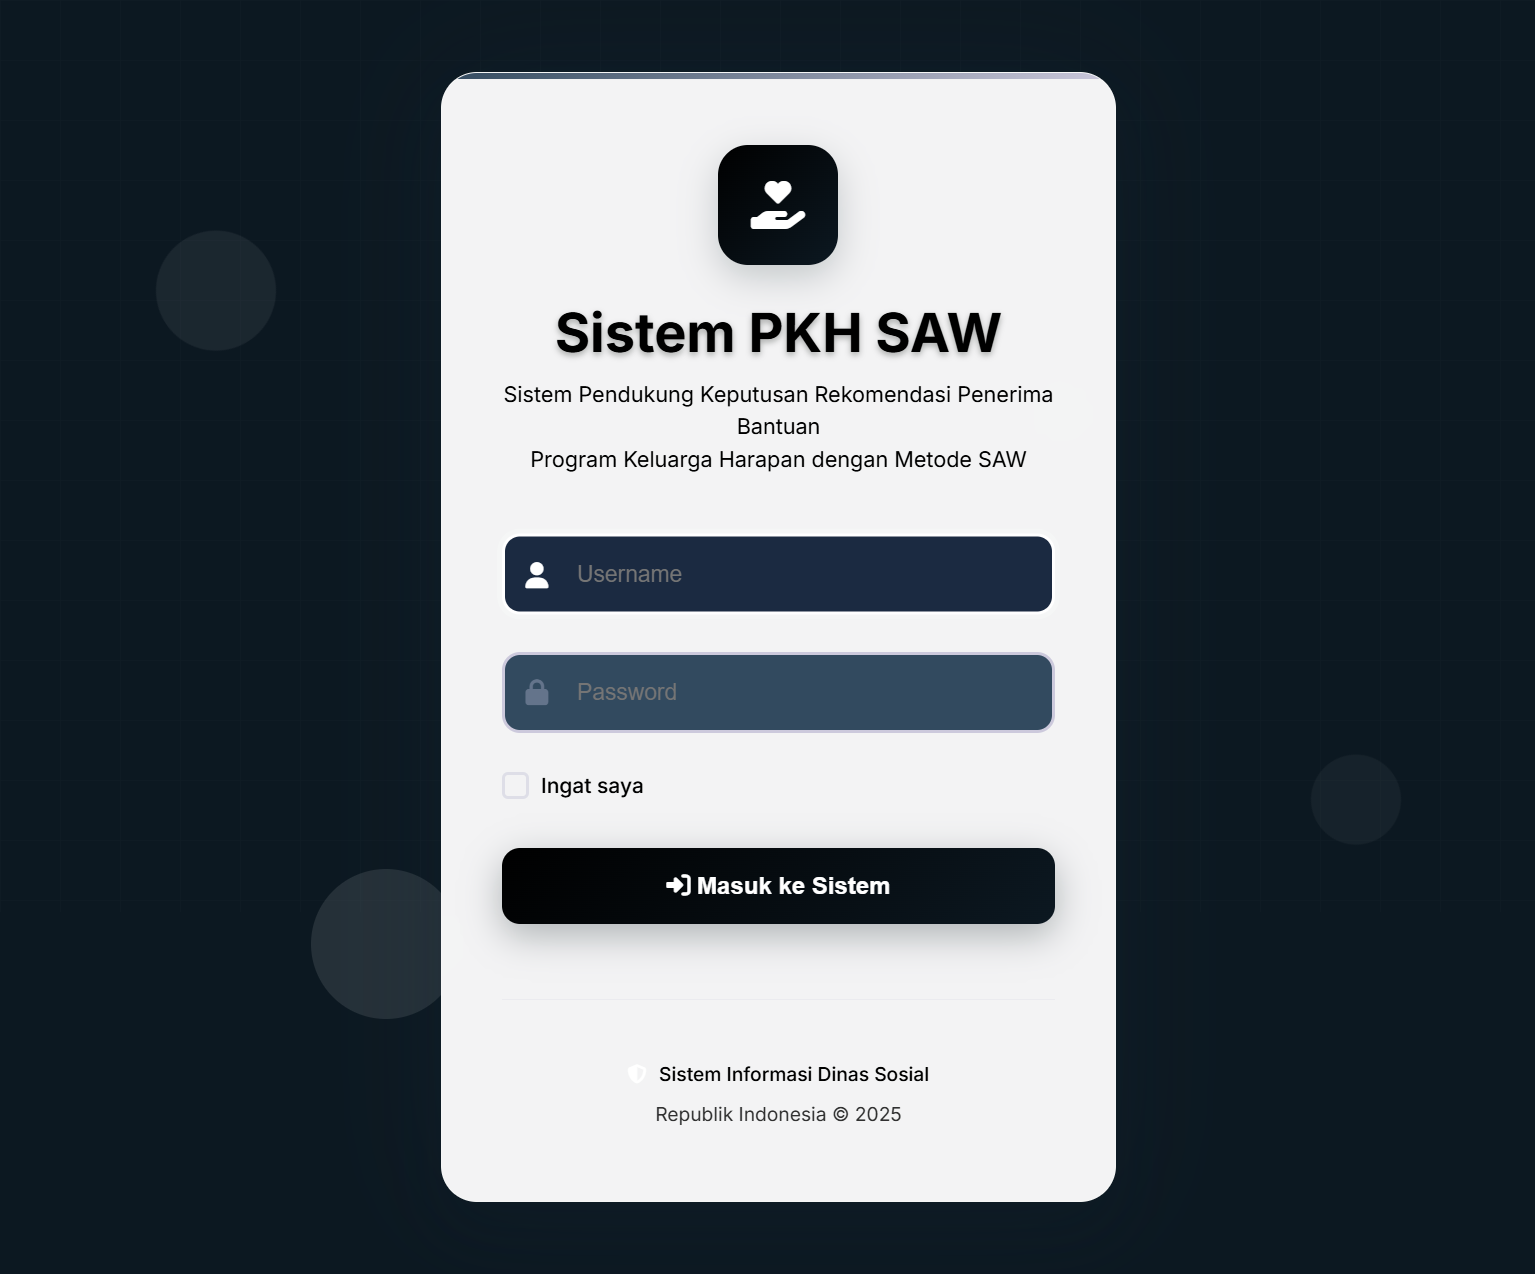 Sistem PKH SAW
Sistem Pendukung Keputusan Rekomendasi Penerima
Bantuan
Program Keluarga Harapan dengan Metode SAW
Username
Password
Ingat saya
Masuk ke Sistem
Sistem Informasi Dinas Sosial
Republik Indonesia © 2025